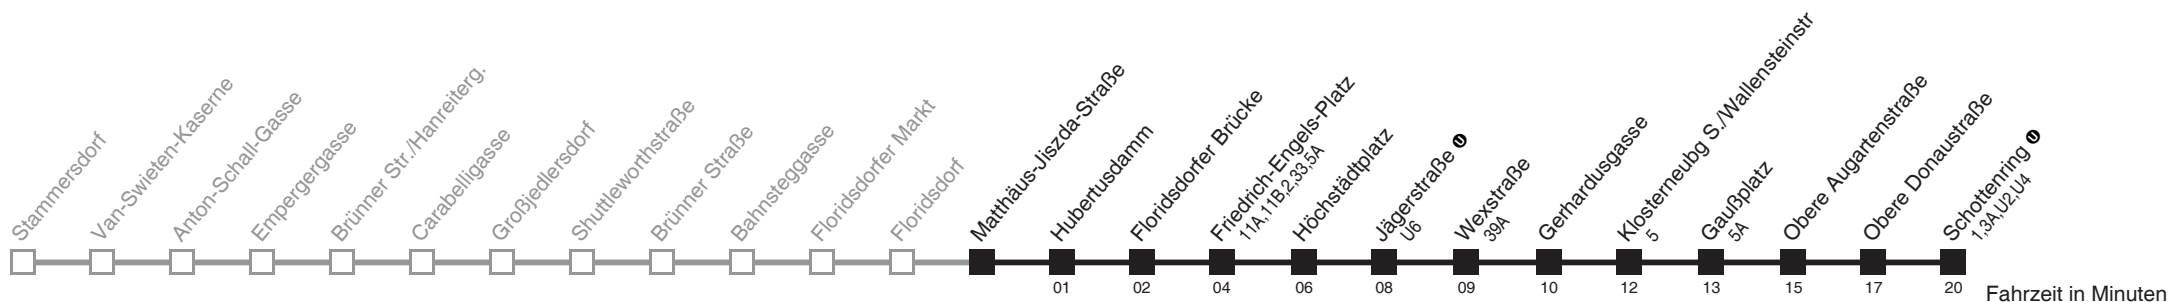 Stammersdorf
Van-Swieten-Kaserne
Anton-Schall-Gasse
Empergergasse
Brünner Str./Hanreiterg.
Carabelligasse
Großjedlersdorf
Shuttleworthstraße
Brünner Straße
Bahnsteggasse
Floridsdorfer Markt
Floridsdorf
Matthäus-Jiszda-Straße
Hubertusdamm
01
Floridsdorfer Brücke
02
Friedrich-Engels-Platz
11A,11B,2,33,5A
04
Höchstädtplatz
06
Jägerstraße U
U6
08
Wexstraße
39A
09
Gerhardusgasse
10
Klosterneubg S./Wallensteinstr
5
12
Gaußplatz
5A
13
Obere Augartenstraße
15
Obere Donaustraße
17
Schottenring U
1,3A,U2,U4
20
Fahrzeit in Minuten